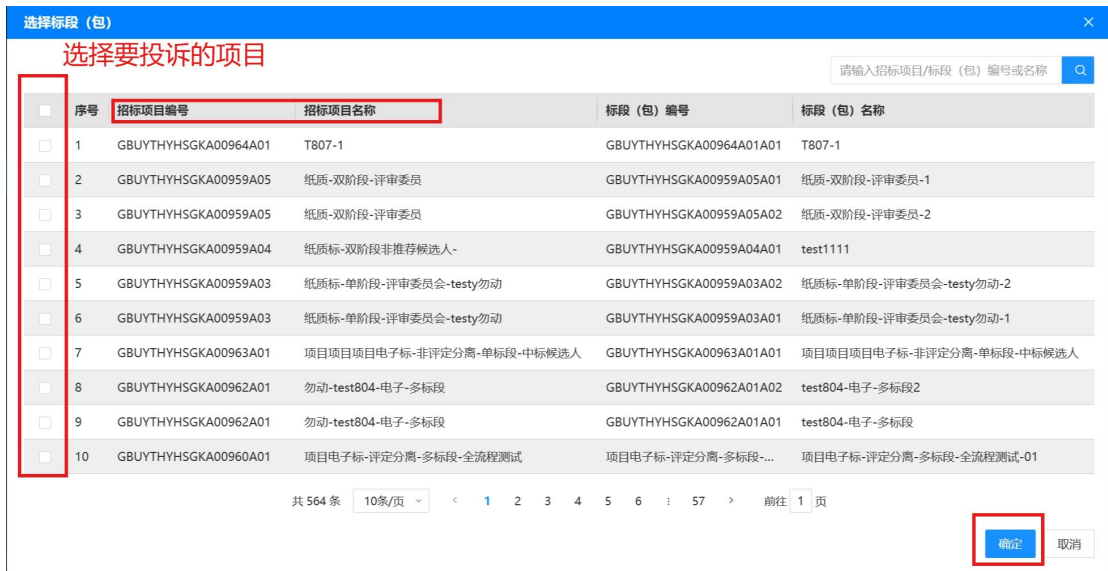 选择标段（包）
选择要投诉的项目
请输入招标项目/标段（包）编号或名称
序号 招标项目编号 招标项目名称 标段（包）编号 标段（包）名称
1 GBUYTHYHSGKA00964A01 T807-1 GBUYTHYHSGKA00964A01A01 T807-1
2 GBUYTHYHSGKA00959A05 纸质-双阶段-评审委员 GBUYTHYHSGKA00959A05A01 纸质-双阶段-评审委员-1
3 GBUYTHYHSGKA00959A05 纸质-双阶段-评审委员 GBUYTHYHSGKA00959A05A02 纸质-双阶段-评审委员-2
4 GBUYTHYHSGKA00959A04 纸质标-双阶段非推荐候选人- GBUYTHYHSGKA00959A04A01 test1111
5 GBUYTHYHSGKA00959A03 纸质标-单阶段-评审委员会-testy勿动 GBUYTHYHSGKA00959A03A02 纸质标-单阶段-评审委员会-testy勿动-2
6 GBUYTHYHSGKA00959A03 纸质标-单阶段-评审委员会-testy勿动 GBUYTHYHSGKA00959A03A01 纸质标-单阶段-评审委员会-testy勿动-1
7 GBUYTHYHSGKA00963A01 项目项目项目电子标-非评定分离-单标段-中标候选人 GBUYTHYHSGKA00963A01A01 项目项目项目电子标-非评定分离-单标段-中标候选人
8 GBUYTHYHSGKA00962A01 勿动-test804-电子-多标段 GBUYTHYHSGKA00962A01A02 test804-电子-多标段2
9 GBUYTHYHSGKA00962A01 勿动-test804-电子-多标段 GBUYTHYHSGKA00962A01A01 test804-电子-多标段
10 GBUYTHYHSGKA00960A01 项目电子标-评定分离-多标段-全流程测试 项目电子标-评定分离-多标段-... 项目电子标-评定分离-多标段-全流程测试-01
共 564 条 10条/页 < 1 2 3 4 5 6 ⋮ 57 > 前往 1 页
确定 取消